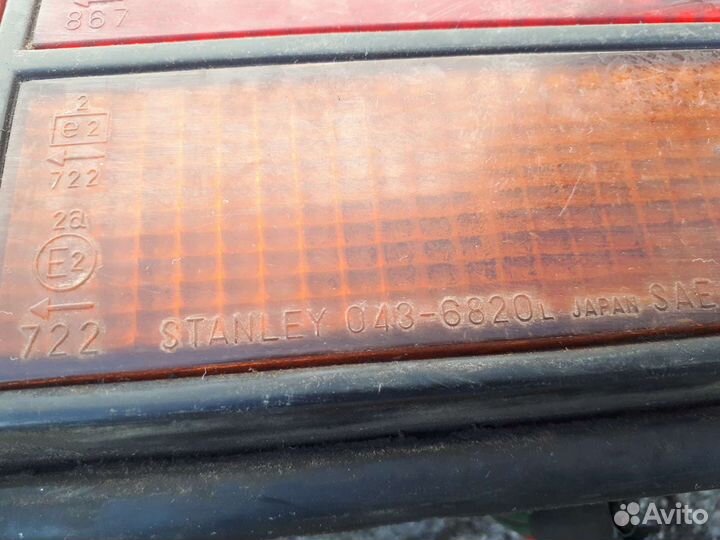 867
2
e2
722
2a
E2
722
STANLEY 043-6820L JAPAN SAE
Avito